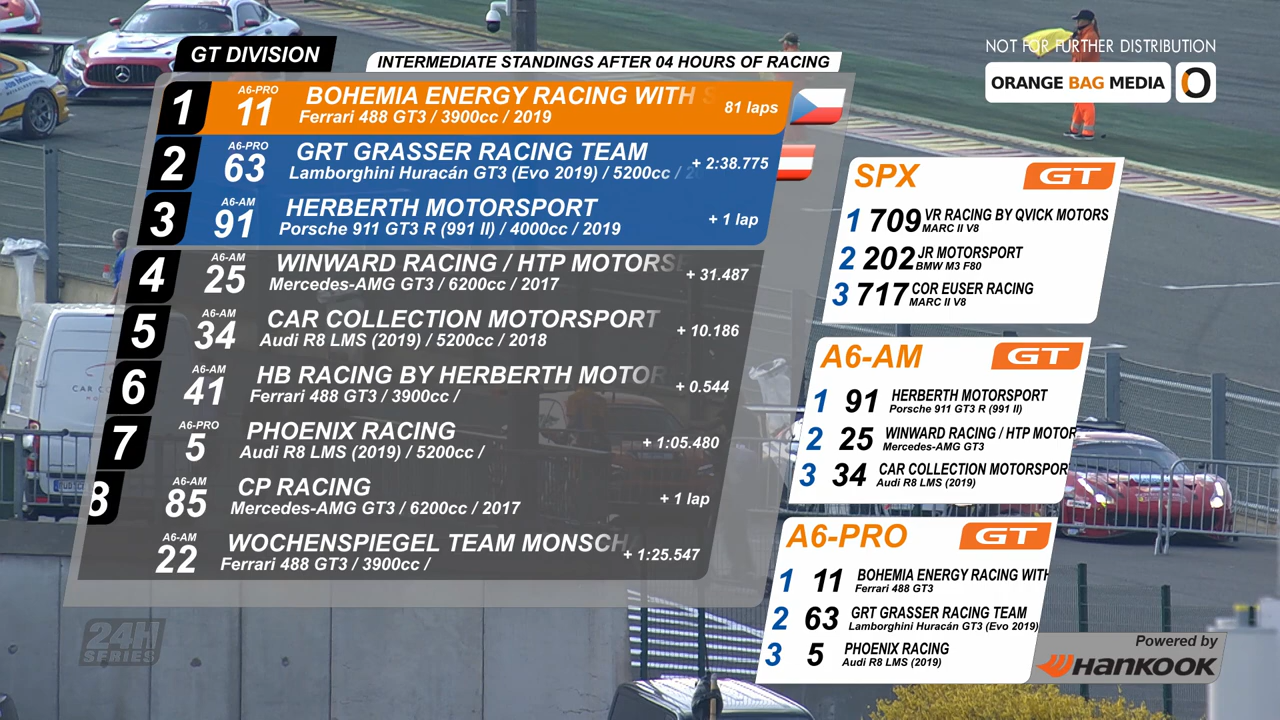 GT DIVISION
INTERMEDIATE STANDINGS AFTER 04 HOURS OF RACING
1 A6-PRO 11 BOHEMIA ENERGY RACING WITH S 81 laps
Ferrari 488 GT3 / 3900cc / 2019
2 A6-PRO 63 GRT GRASSER RACING TEAM + 2:38.775
Lamborghini Huracán GT3 (Evo 2019) / 5200cc / 2
3 A6-AM 91 HERBERTH MOTORSPORT + 1 lap
Porsche 911 GT3 R (991 II) / 4000cc / 2019
4 A6-AM 25 WINWARD RACING / HTP MOTORSE + 31.487
Mercedes-AMG GT3 / 6200cc / 2017
5 A6-AM 34 CAR COLLECTION MOTORSPORT + 10.186
Audi R8 LMS (2019) / 5200cc / 2018
6 A6-AM 41 HB RACING BY HERBERTH MOTOR + 0.544
Ferrari 488 GT3 / 3900cc /
7 A6-PRO 5 PHOENIX RACING + 1:05.480
Audi R8 LMS (2019) / 5200cc /
8 A6-AM 85 CP RACING + 1 lap
Mercedes-AMG GT3 / 6200cc / 2017
A6-AM 22 WOCHENSPIEGEL TEAM MONSCH + 1:25.547
Ferrari 488 GT3 / 3900cc /
NOT FOR FURTHER DISTRIBUTION
ORANGE BAG MEDIA
SPX GT
1 709 VR RACING BY QVICK MOTORS
MARC II V8
2 202 JR MOTORSPORT
BMW M3 F80
3 717 COR EUSER RACING
MARC II V8
A6-AM GT
1 91 HERBERTH MOTORSPORT
Porsche 911 GT3 R (991 II)
2 25 WINWARD RACING / HTP MOTOR
Mercedes-AMG GT3
3 34 CAR COLLECTION MOTORSPOR
Audi R8 LMS (2019)
A6-PRO GT
1 11 BOHEMIA ENERGY RACING WITH
Ferrari 488 GT3
2 63 GRT GRASSER RACING TEAM
Lamborghini Huracán GT3 (Evo 2019)
3 5 PHOENIX RACING
Audi R8 LMS (2019)
24H SERIES
Powered by
HANKOOK